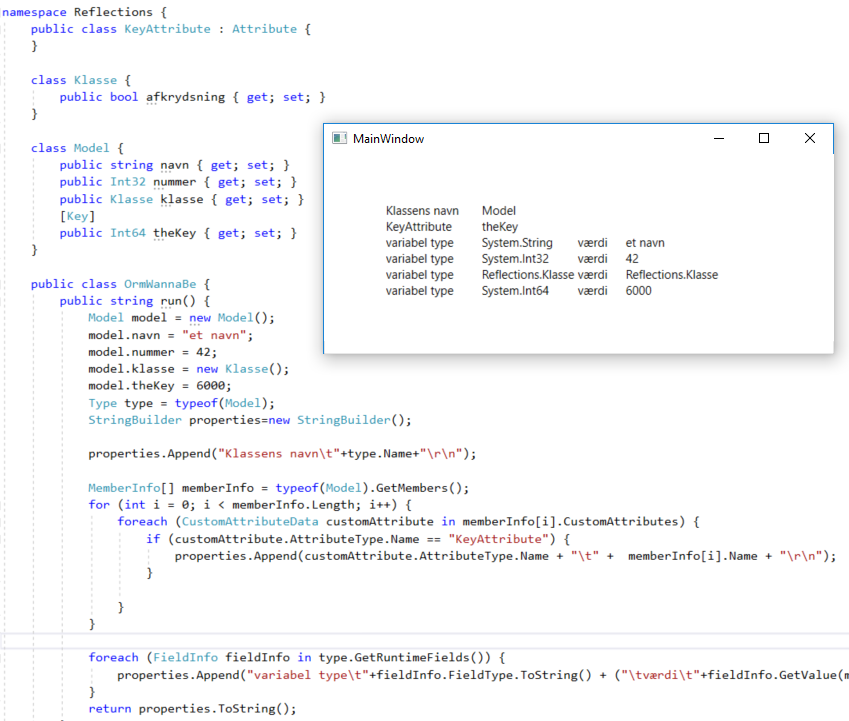 namespace Reflections {
    public class KeyAttribute : Attribute {
    }
    class Klasse {
        public bool afkrydsning { get; set; }
    }
    class Model {
        public string navn { get; set; }
        public Int32 nummer { get; set; }
        public Klasse klasse { get; set; }
        [Key]
        public Int64 theKey { get; set; }
    }
    public class OrmWannaBe {
        public string run() {
            Model model = new Model();
            model.navn = "et navn";
            model.nummer = 42;
            model.klasse = new Klasse();
            model.theKey = 6000;
            Type type = typeof(Model);
            StringBuilder properties=new StringBuilder();
            properties.Append("Klassens navn\t"+type.Name+"\r\n");
            MemberInfo[] memberInfo = typeof(Model).GetMembers();
            for (int i = 0; i < memberInfo.Length; i++) {
                foreach (CustomAttributeData customAttribute in memberInfo[i].CustomAttributes) {
                    if (customAttribute.AttributeType.Name == "KeyAttribute") {
                        properties.Append(customAttribute.AttributeType.Name + "\t" +  memberInfo[i].Name + "\r\n");
                    }
                }
            }
            foreach (FieldInfo fieldInfo in type.GetRuntimeFields()) {
                properties.Append("variabel type\t"+fieldInfo.FieldType.ToString() + ("\tværdi\t"+fieldInfo.GetValue(m
            }
            return properties.ToString();
MainWindow
Klassens navn Model
KeyAttribute theKey
variabel type System.String værdi et navn
variabel type System.Int32 værdi 42
variabel type Reflections.Klasse værdi Reflections.Klasse
variabel type System.Int64 værdi 6000